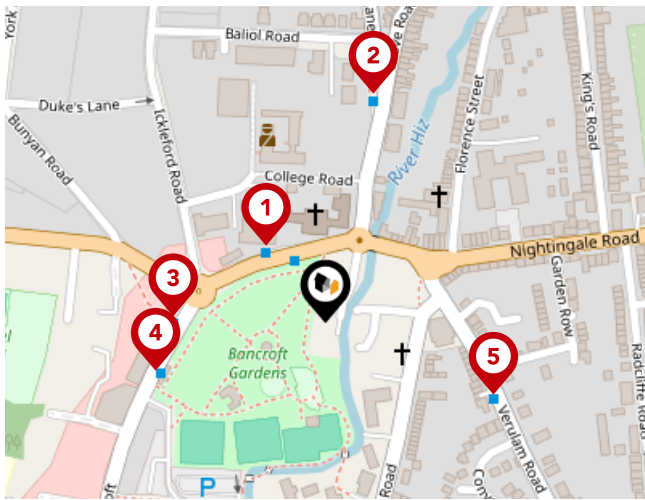 York
Baliol Road
Duke's Lane
Bunyan Road
Ickleford Road
College Road
River Hiz
Florence Street
King's Road
Nightingale Road
Garden Row
Radcliffe Road
Bancroft
Gardens
Verulam Road
Road
P
1
2
3
4
5